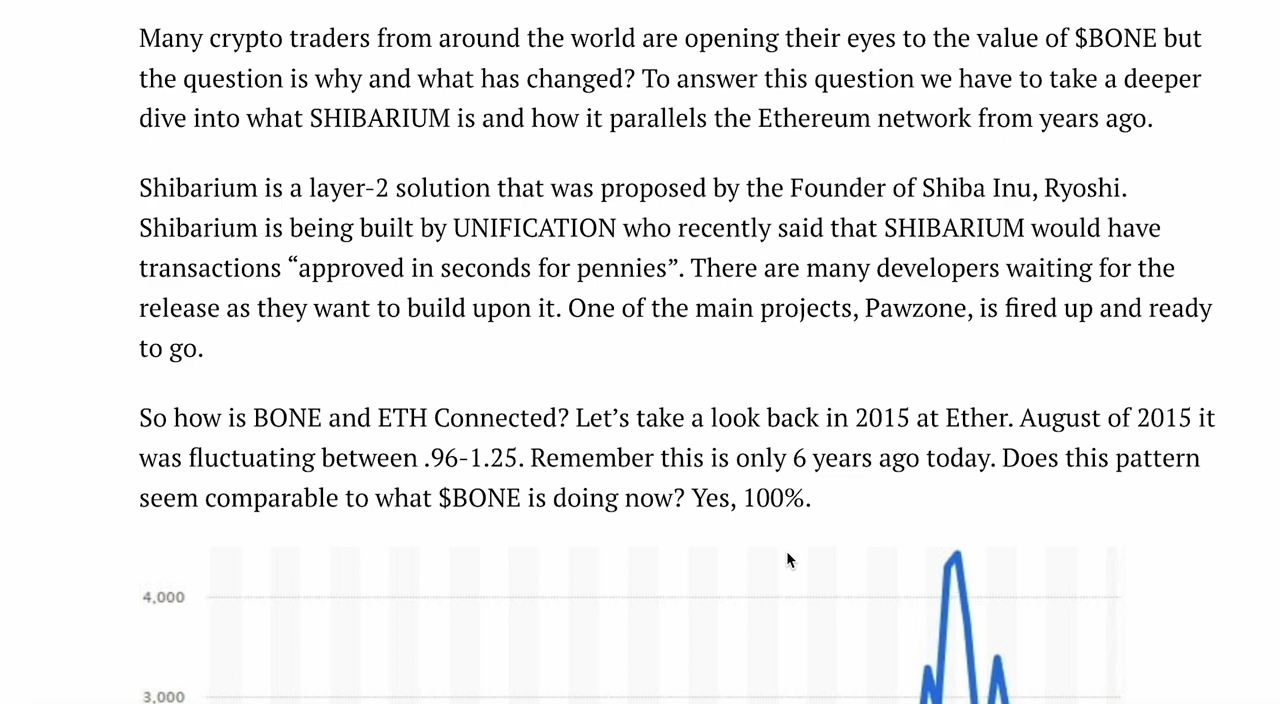 Many crypto traders from around the world are opening their eyes to the value of $BONE but
the question is why and what has changed? To answer this question we have to take a deeper
dive into what SHIBARIUM is and how it parallels the Ethereum network from years ago.
Shibarium is a layer-2 solution that was proposed by the Founder of Shiba Inu, Ryoshi.
Shibarium is being built by UNIFICATION who recently said that SHIBARIUM would have
transactions “approved in seconds for pennies”. There are many developers waiting for the
release as they want to build upon it. One of the main projects, Pawzone, is fired up and ready
to go.
So how is BONE and ETH Connected? Let’s take a look back in 2015 at Ether. August of 2015 it
was fluctuating between .96-1.25. Remember this is only 6 years ago today. Does this pattern
seem comparable to what $BONE is doing now? Yes, 100%.
4,000
3,000